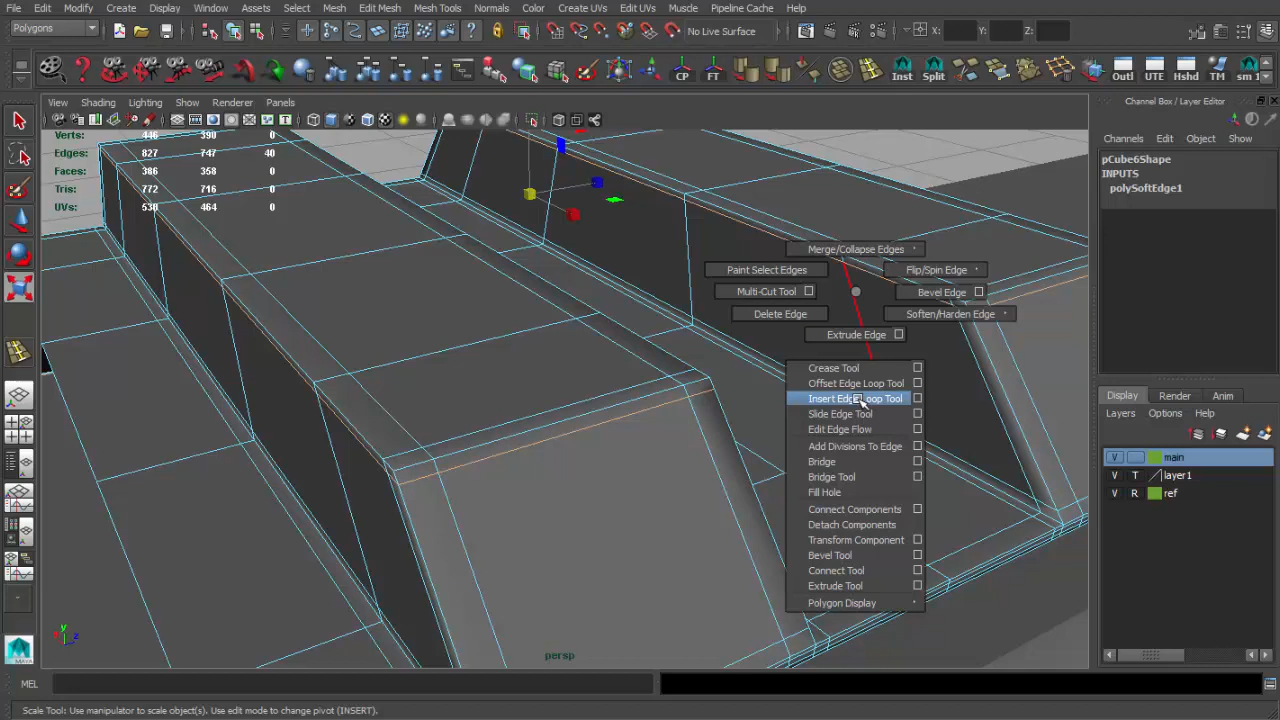 File Edit Modify Create Display Window Assets Select Mesh Edit Mesh Mesh Tools Normals Color Create UVs Edit UVs Muscle Pipeline Cache Help
Polygons No Live Surface X: Y: Z:
CP FT Inst Split Outl UTE Hshd TM sm 1
View Shading Lighting Show Renderer Panels
Channel Box / Layer Editor
Channels Edit Object Show
Verts: 446 390 0
Edges: 827 747 40
Faces: 386 358 0
Tris: 772 716 0
UVs: 530 464 0
pCube6Shape
INPUTS
polySoftEdge1
Merge/Collapse Edges
Paint Select Edges Flip/Spin Edge
Multi-Cut Tool Bevel Edge
Delete Edge Soften/Harden Edge
Extrude Edge
Crease Tool
Offset Edge Loop Tool
Insert Edge Loop Tool
Slide Edge Tool
Edit Edge Flow
Add Divisions To Edge
Bridge
Bridge Tool
Fill Hole
Connect Components
Detach Components
Transform Component
Bevel Tool
Connect Tool
Extrude Tool
Polygon Display
Display Render Anim
Layers Options Help
V main
V T layer1
V R ref
y
x z
persp
MAYA
MEL
Scale Tool: Use manipulator to scale object(s). Use edit mode to change pivot (INSERT).